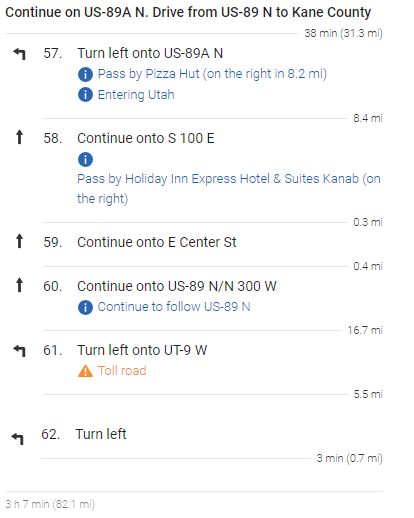 Continue on US-89A N. Drive from US-89 N to Kane County
38 min (31.3 mi)
57. Turn left onto US-89A N
Pass by Pizza Hut (on the right in 8.2 mi)
Entering Utah
8.4 mi
58. Continue onto S 100 E
Pass by Holiday Inn Express Hotel & Suites Kanab (on
the right)
0.3 mi
59. Continue onto E Center St
0.4 mi
60. Continue onto US-89 N/N 300 W
Continue to follow US-89 N
16.7 mi
61. Turn left onto UT-9 W
Toll road
5.5 mi
62. Turn left
3 min (0.7 mi)
3 h 7 min (82.1 mi)